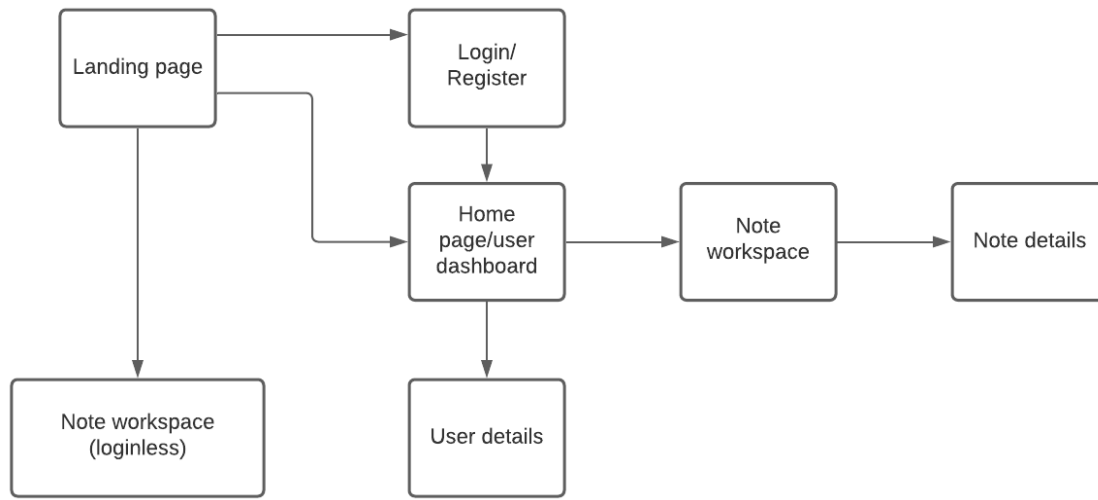 Landing page
Login/
Register
Home
page/user
dashboard
Note
workspace
Note details
Note workspace
(loginless)
User details